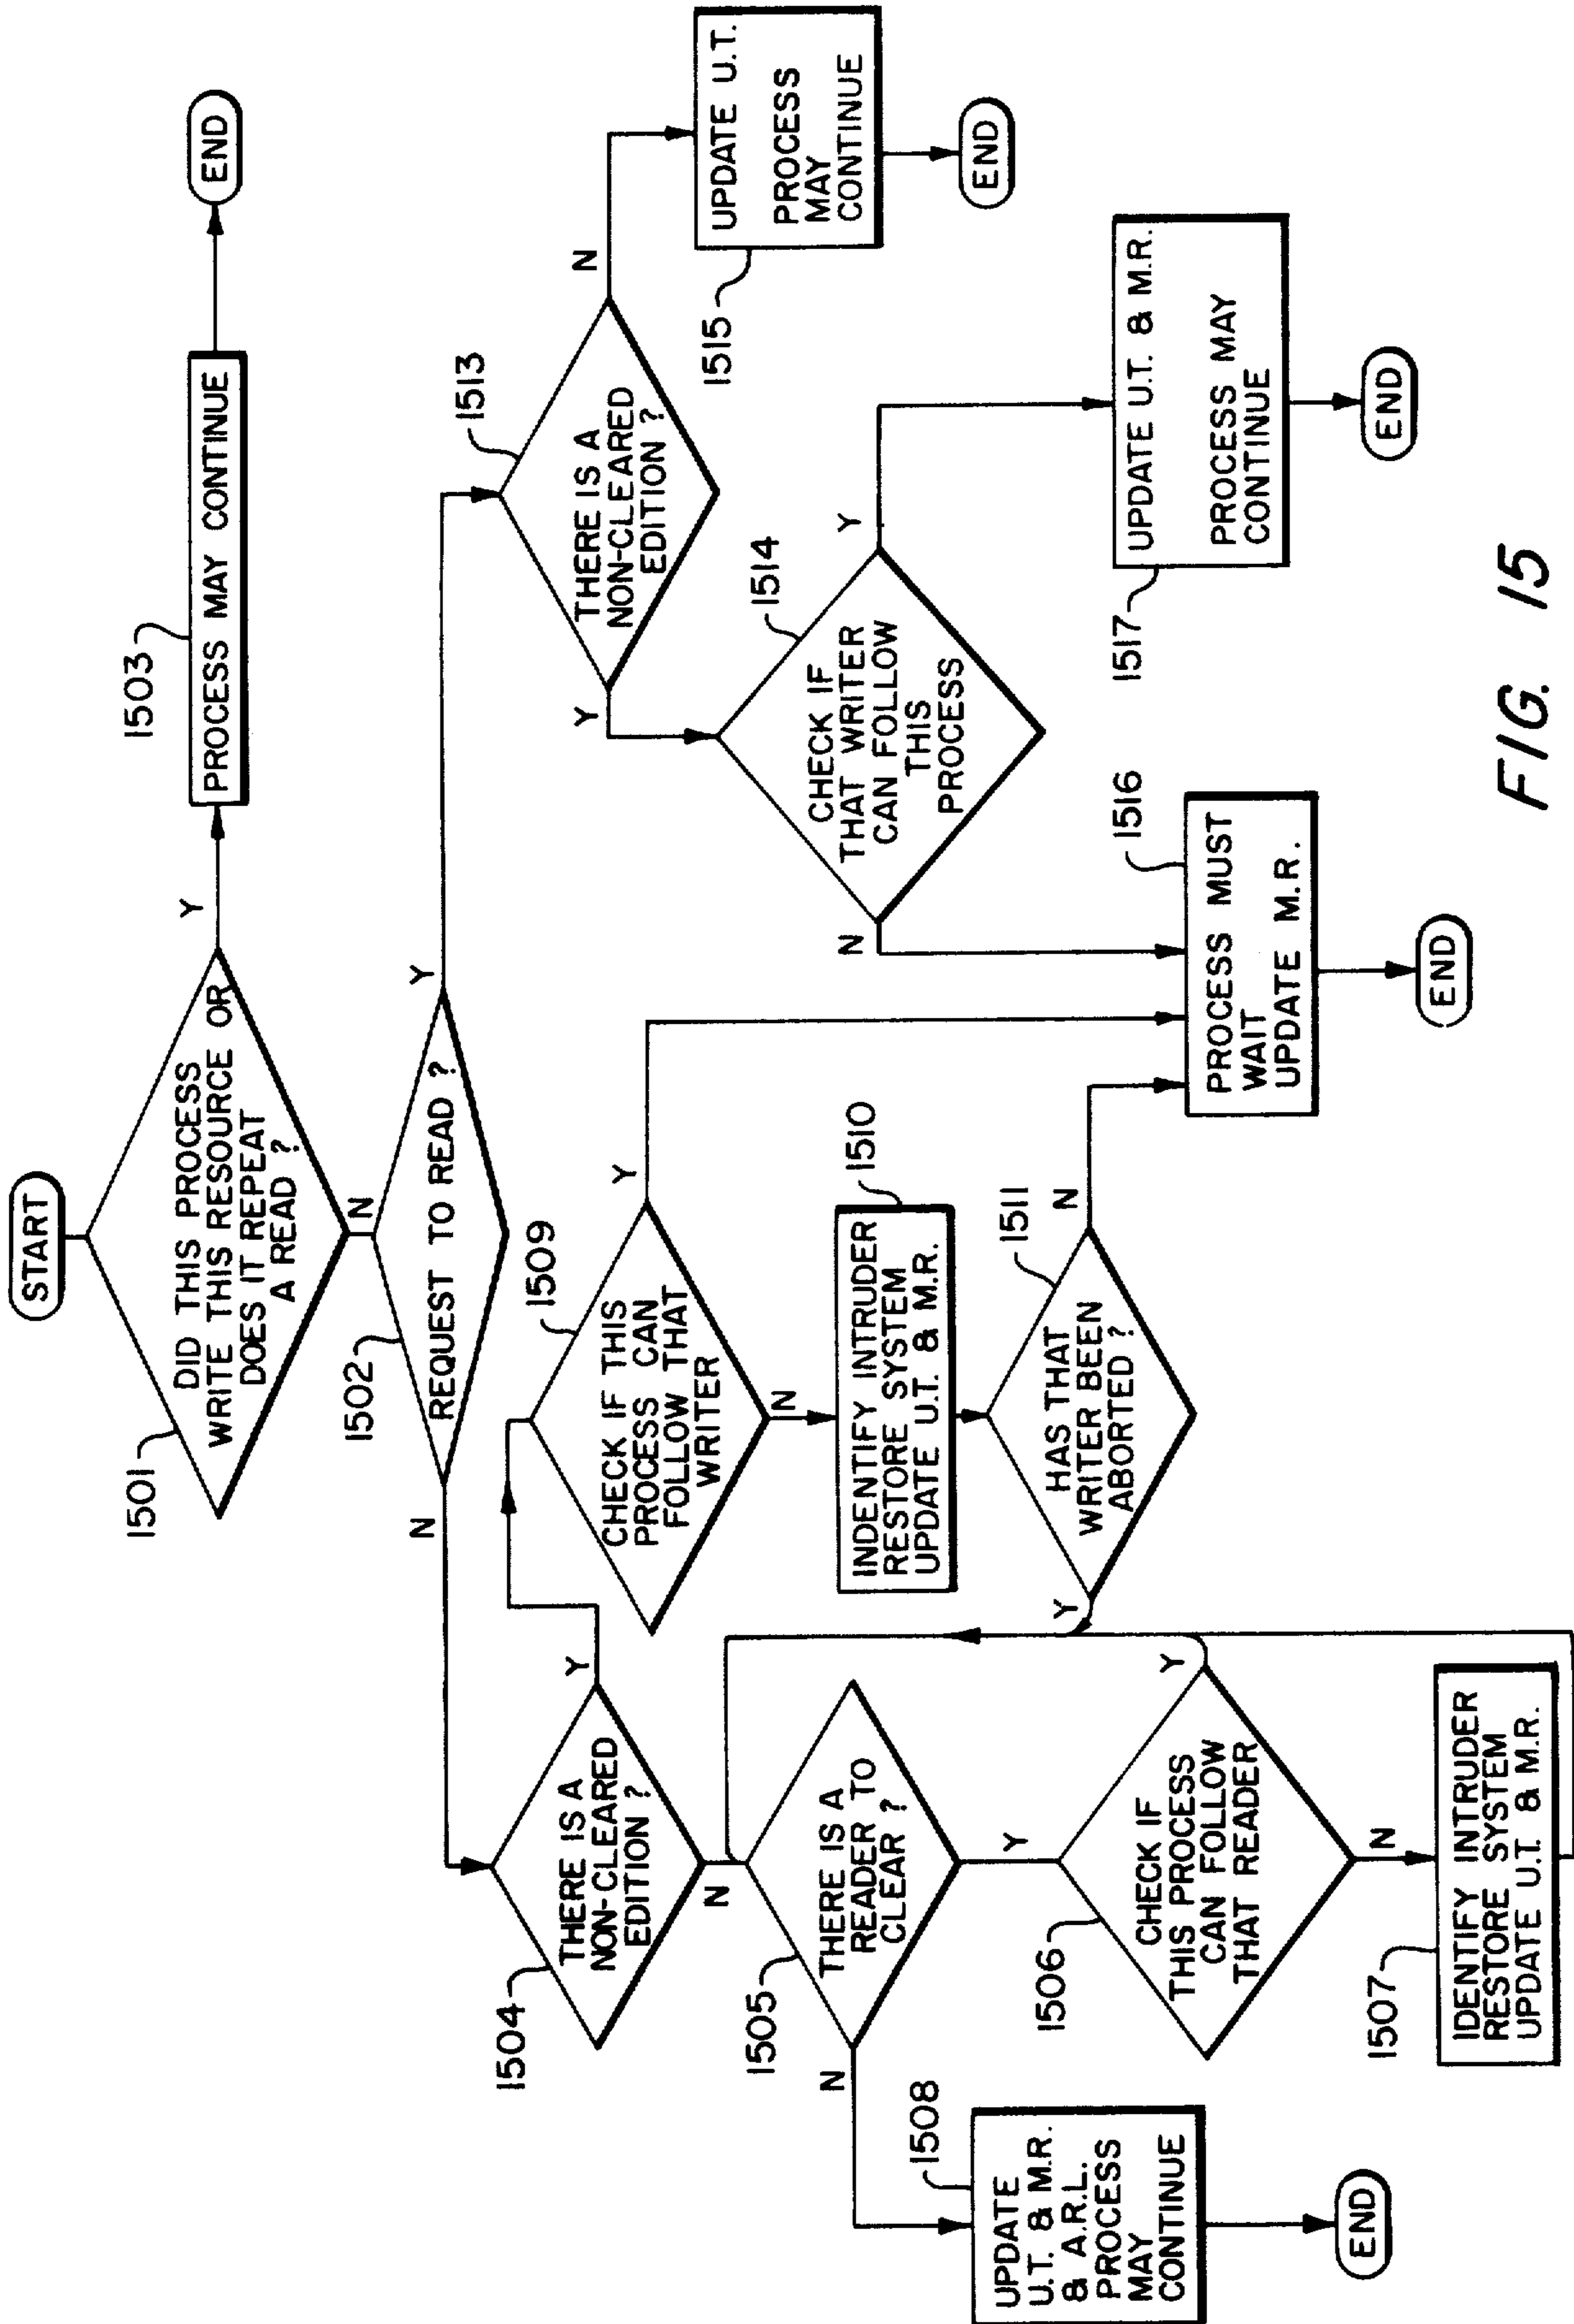 START
1501
DID THIS PROCESS
WRITE THIS RESOURCE OR
DOES IT REPEAT
A READ ?
Y
1503
PROCESS MAY CONTINUE
END
N
1502
REQUEST TO READ ?
N
Y
1504
THERE IS A
NON-CLEARED
EDITION ?
Y
N
1509
CHECK IF THIS
PROCESS CAN
FOLLOW THAT
WRITER
Y
N
1513
THERE IS A
NON-CLEARED
EDITION ?
Y
N
1515
UPDATE U.T.
PROCESS
MAY
CONTINUE
END
1505
THERE IS A
READER TO
CLEAR ?
N
Y
1510
INDENTIFY INTRUDER
RESTORE SYSTEM
UPDATE U.T. & M.R.
1514
CHECK IF
THAT WRITER
CAN FOLLOW
THIS
PROCESS
N
Y
1508
UPDATE
U.T. & M.R.
& A.R.L.
PROCESS
MAY
CONTINUE
END
1506
CHECK IF
THIS PROCESS
CAN FOLLOW
THAT READER
Y
N
1511
HAS THAT
WRITER BEEN
ABORTED ?
Y
N
1516
PROCESS MUST
WAIT
UPDATE M.R.
END
1517
UPDATE U.T. & M.R.
PROCESS MAY
CONTINUE
END
1507
IDENTIFY INTRUDER
RESTORE SYSTEM
UPDATE U.T. & M.R.
FIG. 15